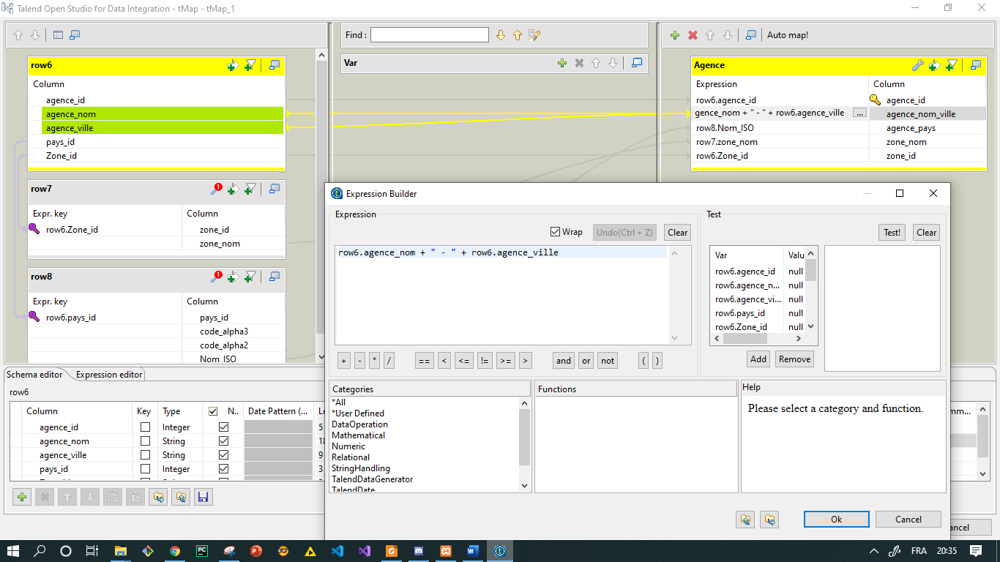 Talend Open Studio for Data Integration - tMap - tMap_1
Find :
Auto map!
row6
Column
agence_id
agence_nom
agence_ville
pays_id
Zone_id
row7
Expr. key
Column
row6.Zone_id
zone_id
zone_nom
row8
Expr. key
Column
row6.pays_id
pays_id
code_alpha3
code_alpha2
Nom_ISO
Var
Agence
Expression
Column
row6.agence_id
agence_id
gence_nom + " - " + row6.agence_ville
...
agence_nom_ville
row8.Nom_ISO
agence_pays
row7.zone_nom
zone_nom
row6.Zone_id
zone_id
Schema editor
Expression editor
row6
Column Key Type N.. Date Pattern (... Le
agence_id Integer 5
agence_nom String 18
agence_ville String 9
pays_id Integer 3
mm...
ancel
Expression Builder
Expression
Wrap
Undo(Ctrl + Z)
Clear
row6.agence_nom + " - " + row6.agence_ville
+ - * / == < <= != >= > and or not ( )
Test
Test!
Clear
Var Valu
row6.agence_id null
row6.agence_n... null
row6.agence_vi... null
row6.pays_id null
row6.Zone_id null
Add
Remove
Categories
*All
*User Defined
DataOperation
Mathematical
Numeric
Relational
StringHandling
TalendDataGenerator
TalendDate
Functions
Help
Please select a category and function.
Ok
Cancel
FRA
20:35